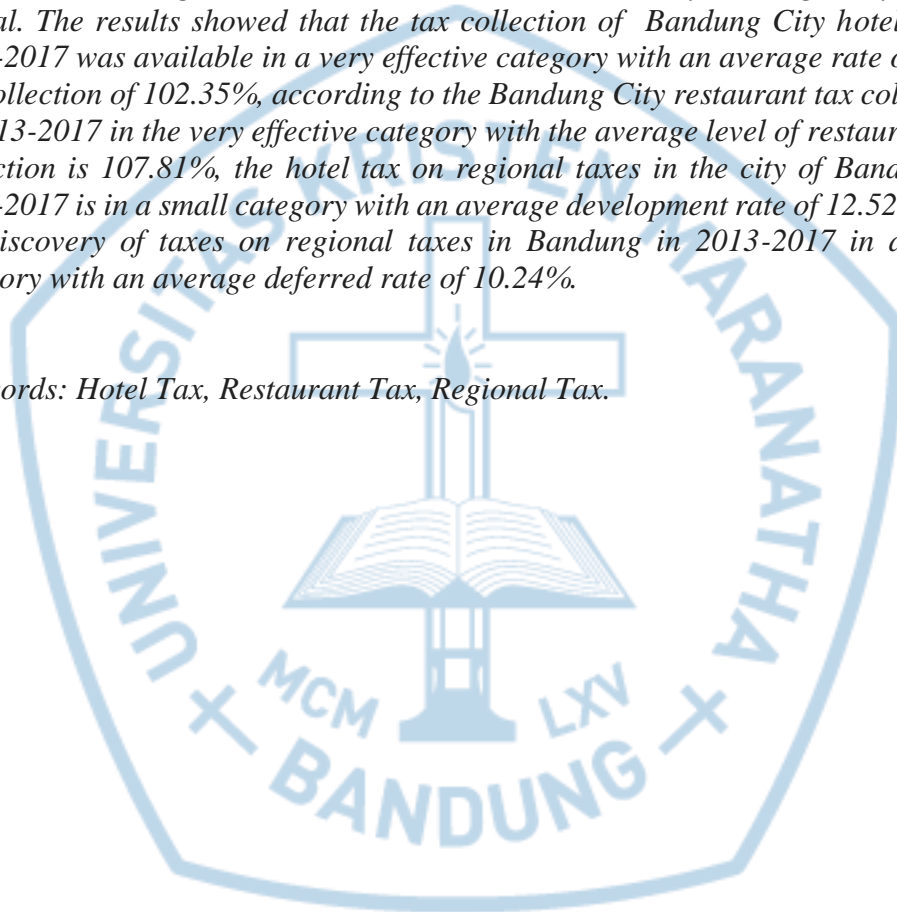 al. The results showed that the tax collection of Bandung City hotel
-2017 was available in a very effective category with an average rate
ollection of 102.35%, according to the Bandung City restaurant tax col
13-2017 in the very effective category with the average level of restaur
ction is 107.81%, the hotel tax on regional taxes in the city of Band
-2017 is in a small category with an average development rate of 12.52
iscovery of taxes on regional taxes in Bandung in 2013-2017 in
ory with an average deferred rate of 10.24%.
ords: Hotel Tax, Restaurant Tax, Regional Tax.
UNIVERSITAS KRISTEN MARANATHA
MCM LXV
BANDUNG